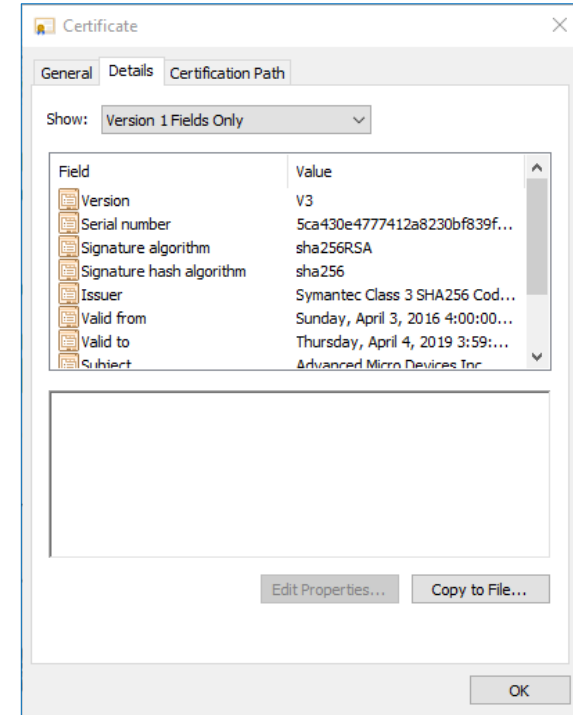 Certificate
General Details Certification Path
Show: Version 1 Fields Only
Field Value
Version V3
Serial number 5ca430e4777412a8230bf839f...
Signature algorithm sha256RSA
Signature hash algorithm sha256
Issuer Symantec Class 3 SHA256 Cod...
Valid from Sunday, April 3, 2016 4:00:00...
Valid to Thursday, April 4, 2019 3:59:...
Subject Advanced Micro Devices Inc
Edit Properties... Copy to File...
OK